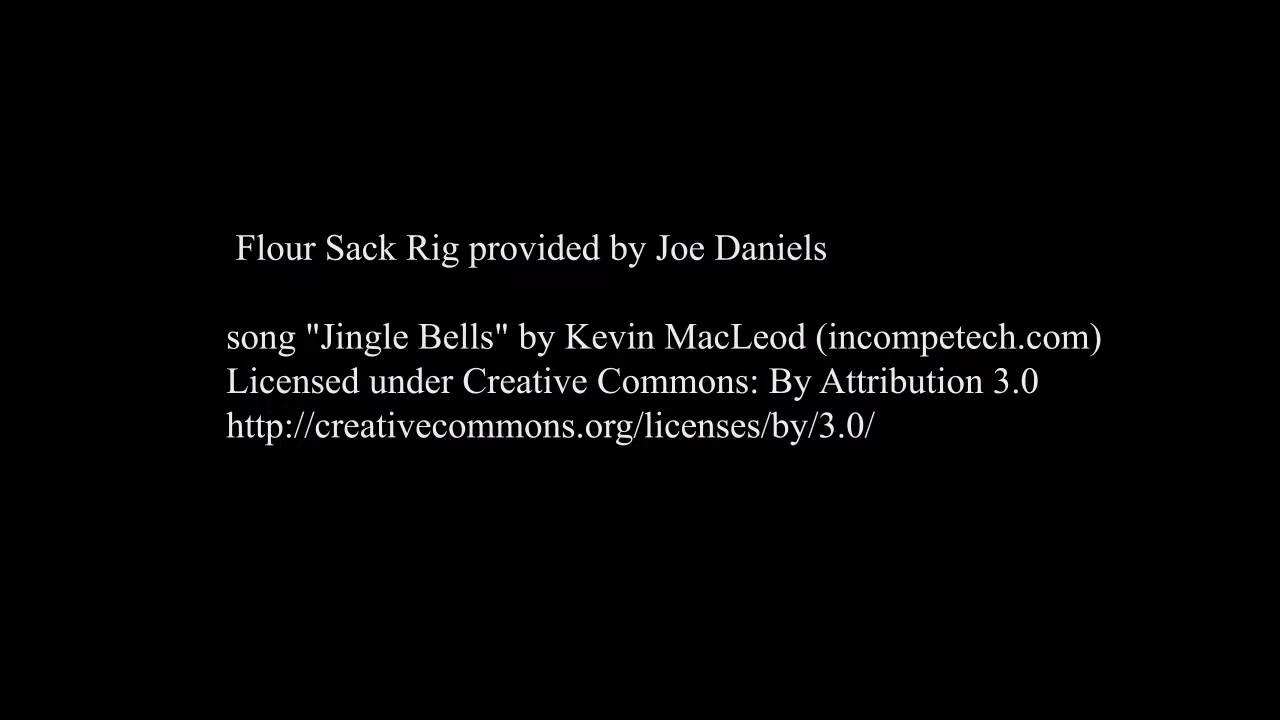 Flour Sack Rig provided by Joe Daniels
song "Jingle Bells" by Kevin MacLeod (incompetech.com)
Licensed under Creative Commons: By Attribution 3.0
http://creativecommons.org/licenses/by/3.0/